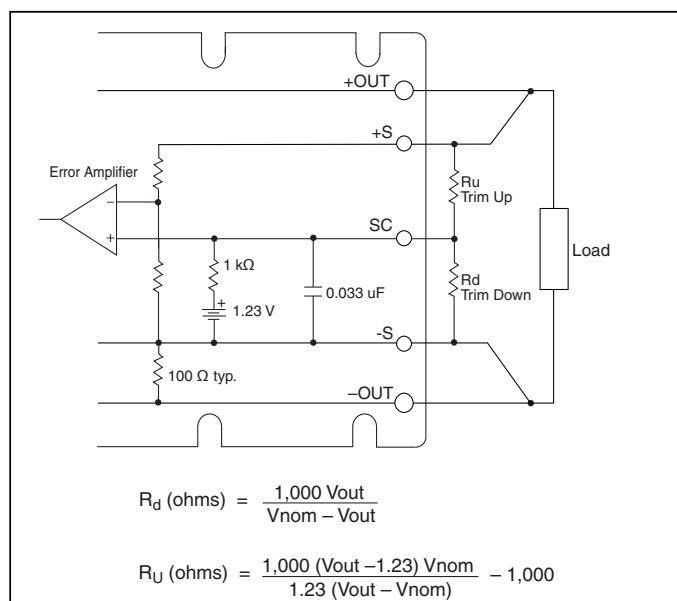 +OUT
+S
Error Amplifier
Ru
Trim Up
–
SC
+
1 kΩ
Load
Rd
Trim Down
0.033 uF
+
1.23 V
-S
100 Ω typ.
–OUT
Rd (ohms) = 1,000 Vout / Vnom – Vout
RU (ohms) = 1,000 (Vout –1.23) Vnom / 1.23 (Vout – Vnom) – 1,000